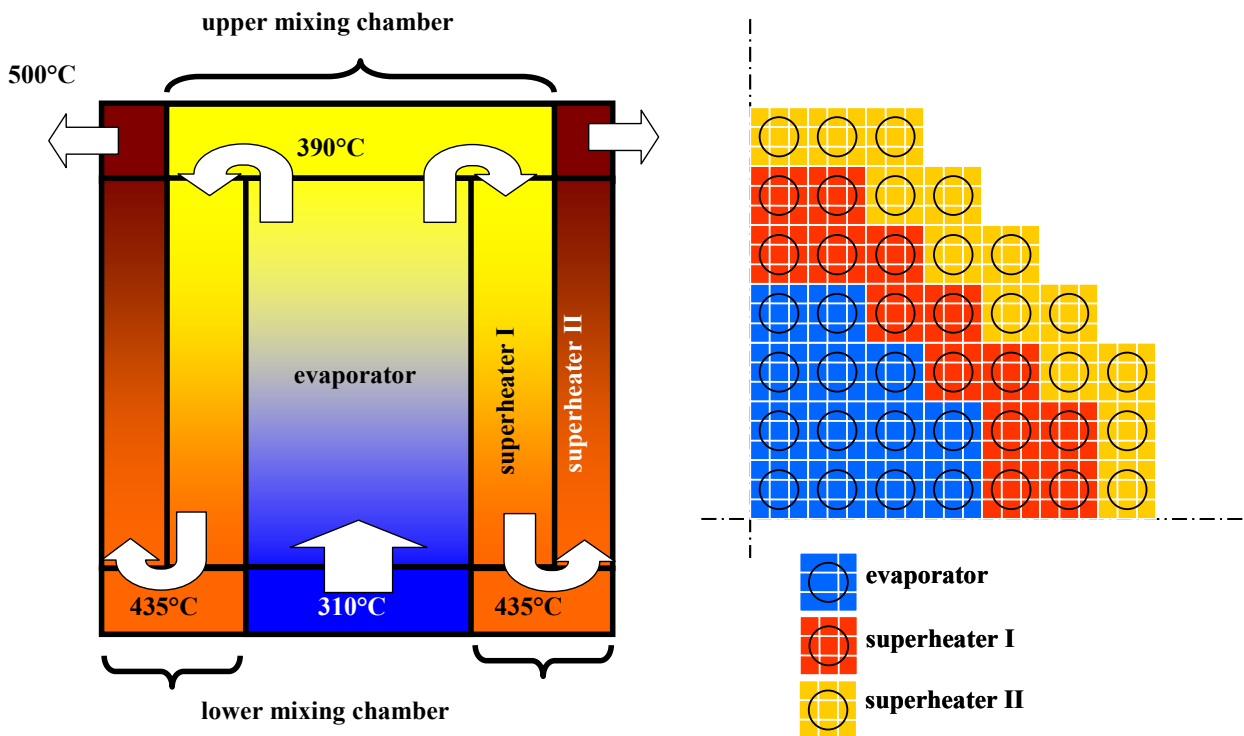 upper mixing chamber
500°C
390°C
evaporator
superheater I
superheater II
435°C
310°C
435°C
lower mixing chamber
evaporator
superheater I
superheater II